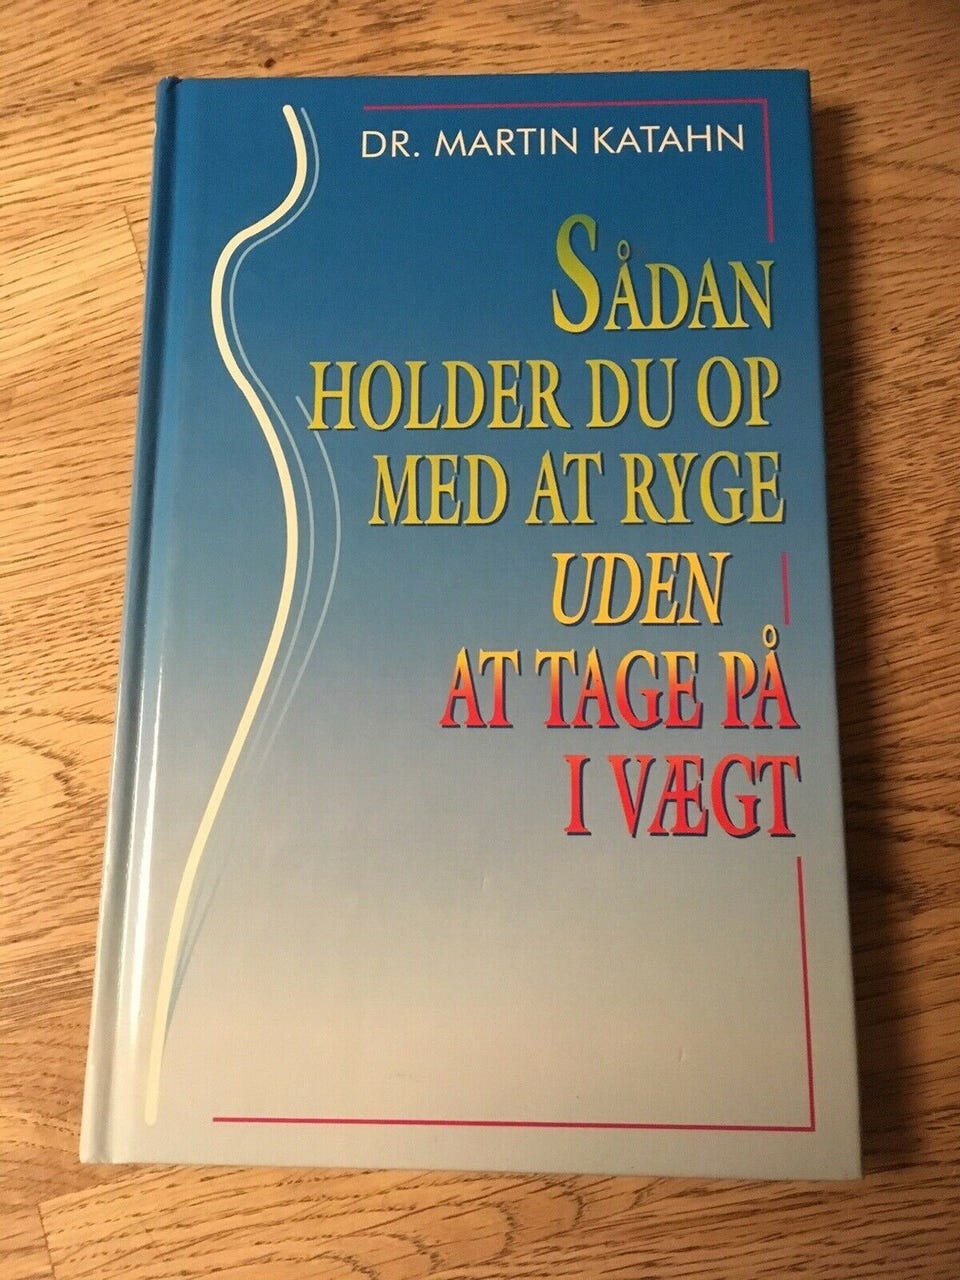 DR. MARTIN KATAHN
SÅDAN
HOLDER DU OP
MED AT RYGE
UDEN
AT TAGE PÅ
I VÆGT